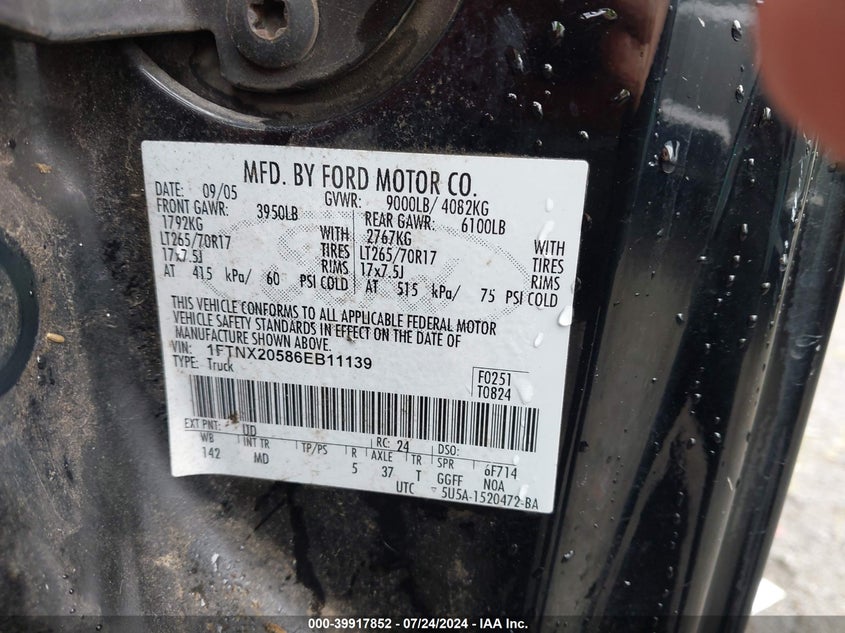 MFD. BY FORD MOTOR CO.
DATE: 09/05 GVWR: 9000LB/ 4082KG
FRONT GAWR: 3950LB REAR GAWR: 6100LB
1792KG WITH 2767KG WITH
LT265/70R17 TIRES LT265/70R17 TIRES
17x7.5J RIMS 17x7.5J RIMS
AT 415 kPa/ 60 PSI COLD AT 515 kPa/ 75 PSI COLD
THIS VEHICLE CONFORMS TO ALL APPLICABLE FEDERAL MOTOR
VEHICLE SAFETY STANDARDS IN EFFECT ON THE DATE OF
MANUFACTURE SHOWN ABOVE.
VIN: 1FTNX20586EB11139
TYPE: Truck
F0251
T0824
EXT PNT: UD RC: 24 DSO:
WB INT TR TP/PS R AXLE TR SPR 6F714
142 MD 5 37 T GGFF N0A
UTC 5U5A-1520472-BA
000-39917852 - 07/24/2024 - IAA Inc.